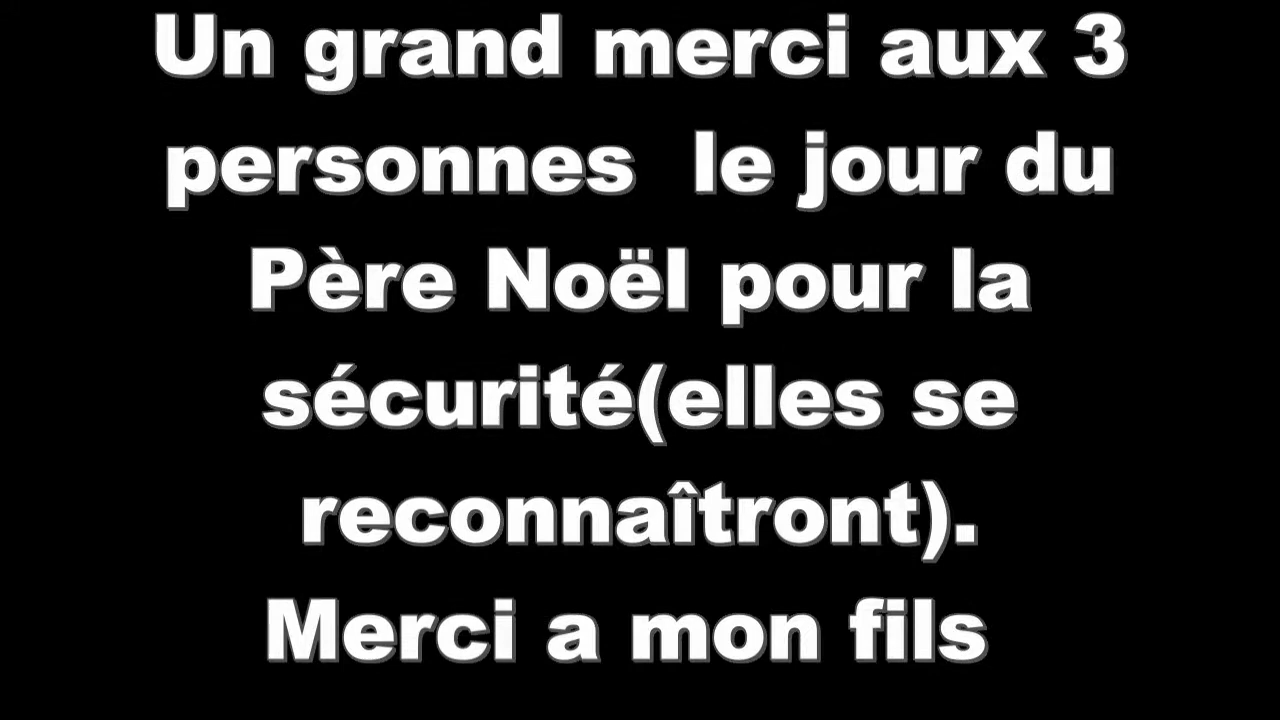 Un grand merci aux 3
personnes  le jour du
Père Noël pour la
sécurité(elles se
reconnaîtront).
Merci a mon fils